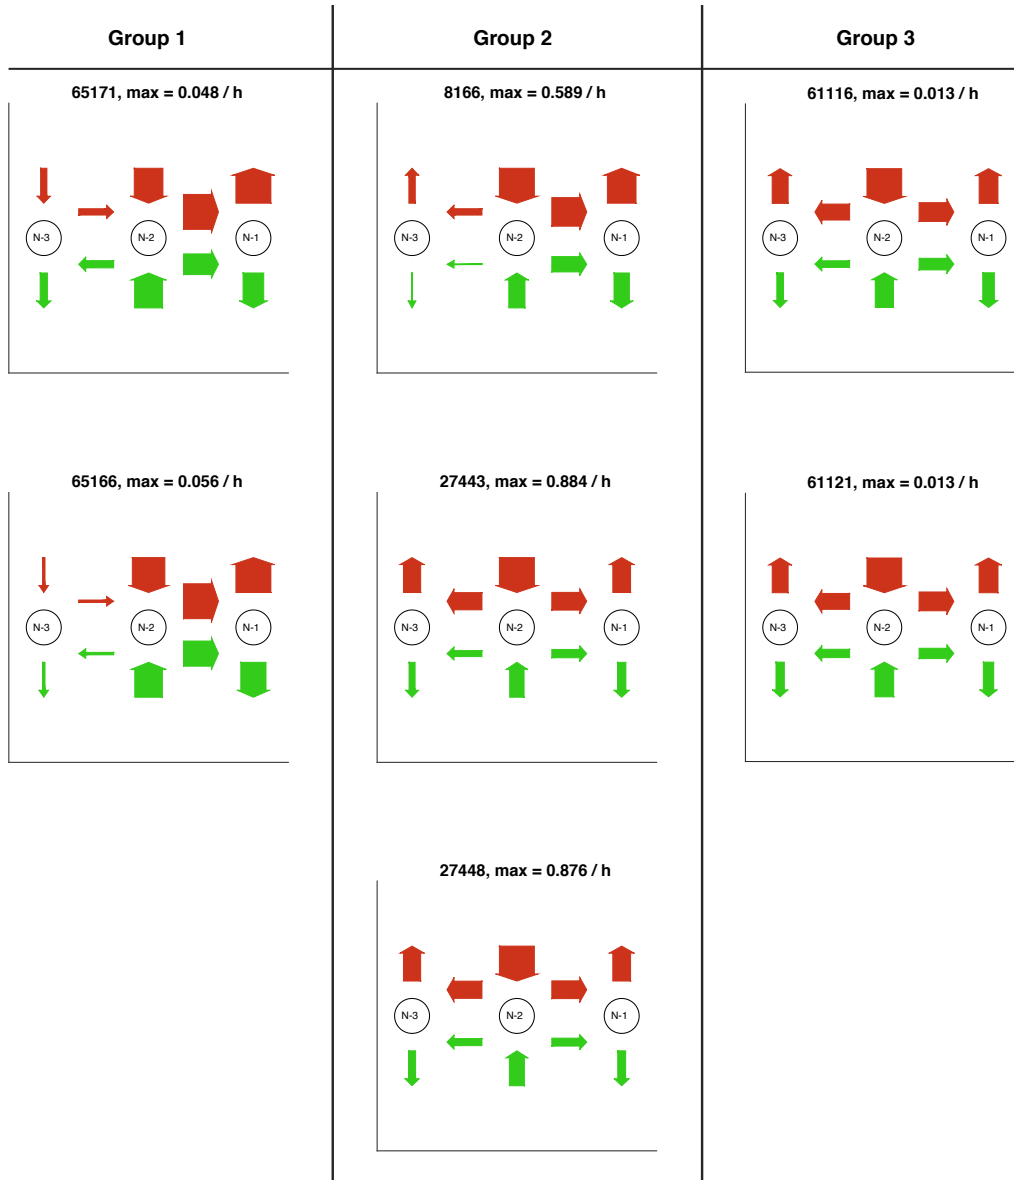 Group 1
Group 2
Group 3
65171, max = 0.048 / h
8166, max = 0.589 / h
61116, max = 0.013 / h
N-3
N-2
N-1
N-3
N-2
N-1
N-3
N-2
N-1
65166, max = 0.056 / h
27443, max = 0.884 / h
61121, max = 0.013 / h
N-3
N-2
N-1
N-3
N-2
N-1
N-3
N-2
N-1
27448, max = 0.876 / h
N-3
N-2
N-1